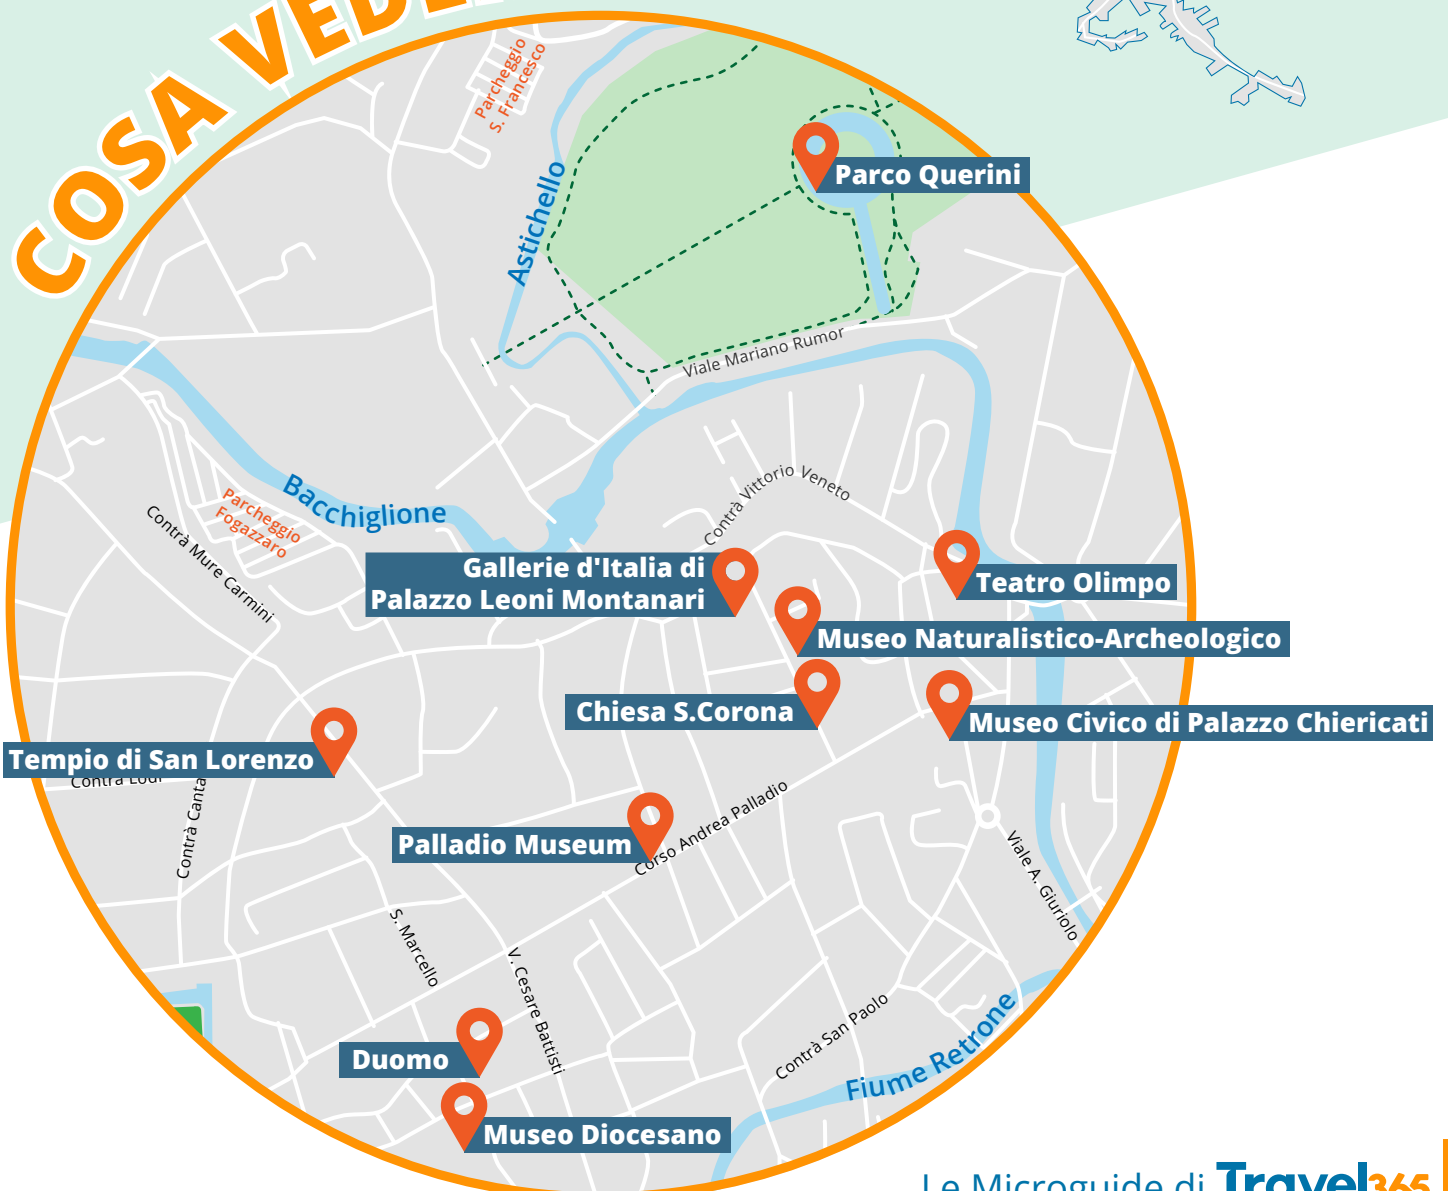 COSA
Parcheggio
S. Francesco
Parco Querini
Astichello
Viale Mariano Rumor
Bacchiglione
Parcheggio
Fogazzaro
Contrà Mure Carmini
Contrà Vittorio Veneto
Gallerie d'Italia di
Palazzo Leoni Montanari
Teatro Olimpo
Museo Naturalistico-Archeologico
Chiesa S.Corona
Museo Civico di Palazzo Chiericati
Tempio di San Lorenzo
Contrà Canta
Palladio Museum
Corso Andrea Palladio
Viale A. Giuriolo
S. Marcello
V. Cesare Battisti
Contrà San Paolo
Fiume Retrone
Duomo
Museo Diocesano
Le Microguide di Travel365